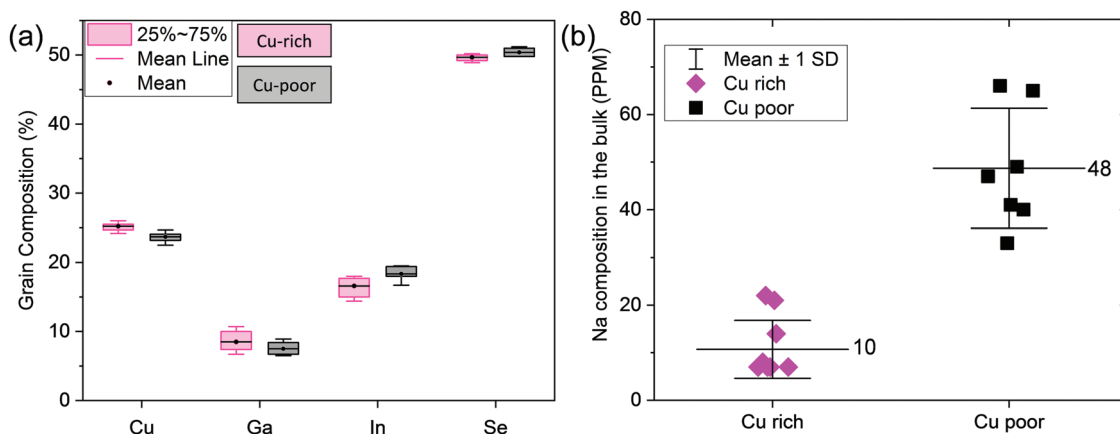 (a)
25%~75%
Mean Line
Mean
Cu-rich
Cu-poor
Grain Composition (%)
50
40
30
20
10
0
Cu Ga In Se
(b)
Mean ± 1 SD
Cu rich
Cu poor
Na composition in the bulk (PPM)
80
60
40
20
0
48
10
Cu rich Cu poor